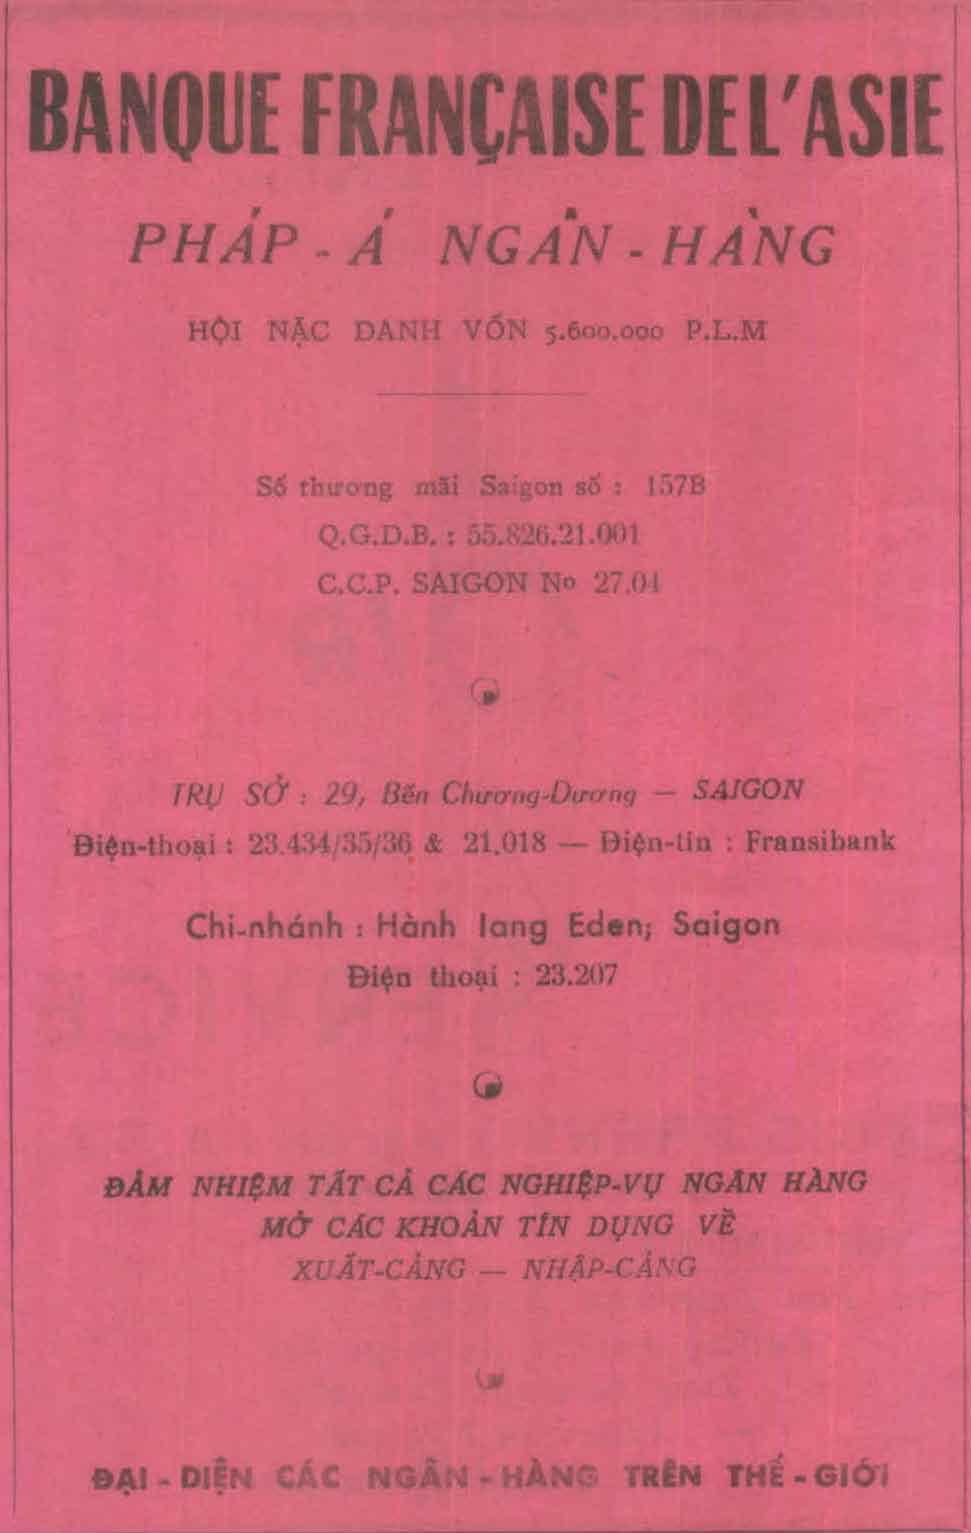 BANQUE FRANÇAISE DE L'ASIE
PHÁP - Á NGÂN - HÀNG
HỘI NẶC DANH VỐN 5.600.000 P.L.M
Số thương mãi Saigon số : 157B
Q.G.D.B. : 55.826.21.001
C.C.P. SAIGON No 27.04
TRỤ SỞ : 29, Bến Chương-Dương — SAIGON
Điện-thoại : 23.434/35/36 & 21.018 — Điện-tín : Fransibank
Chi-nhánh : Hành lang Eden; Saigon
Điện thoại : 23.207
ĐẢM NHIỆM TẤT CẢ CÁC NGHIỆP-VỤ NGÂN HÀNG
MỞ CÁC KHOẢN TÍN DỤNG VỀ
XUẤT-CẢNG — NHẬP-CẢNG
ĐẠI - DIỆN CÁC NGÂN - HÀNG TRÊN THẾ - GIỚI